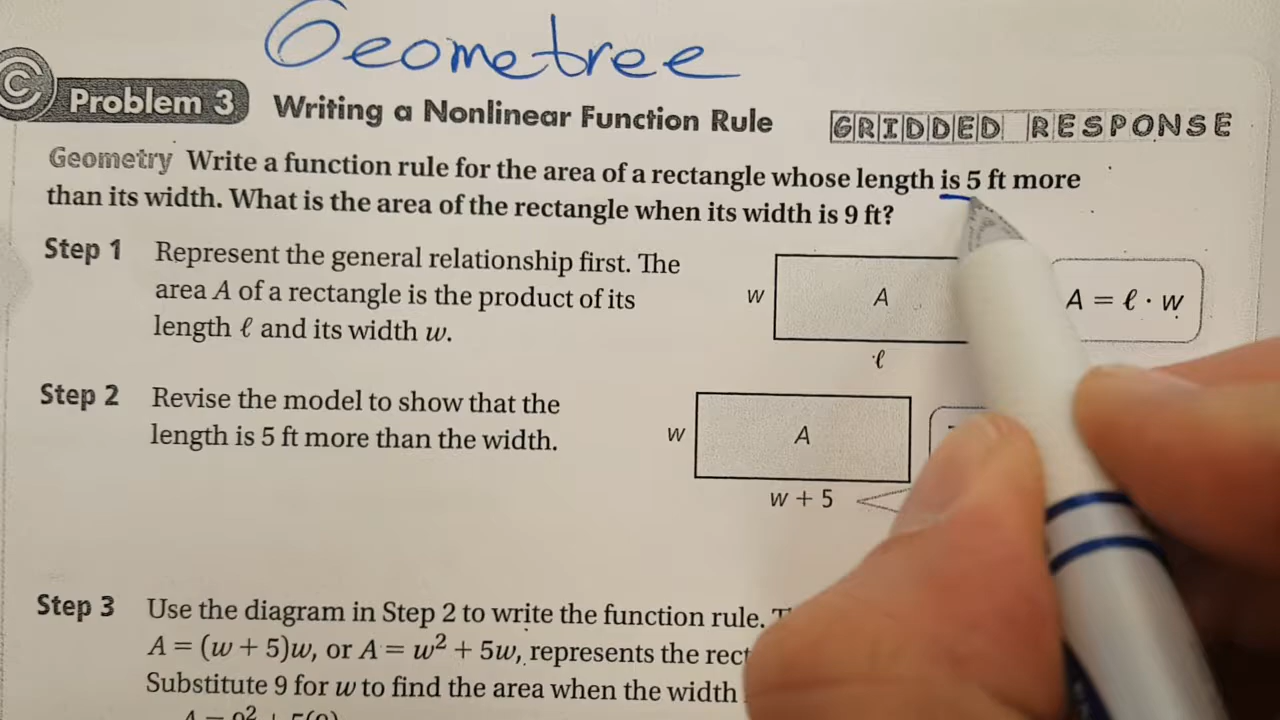 Geometree
© Problem 3 Writing a Nonlinear Function Rule GRIDDED RESPONSE
Geometry Write a function rule for the area of a rectangle whose length is 5 ft more
than its width. What is the area of the rectangle when its width is 9 ft?
Step 1 Represent the general relationship first. The
area A of a rectangle is the product of its
length ℓ and its width w.
w A
ℓ
A = ℓ · w
Step 2 Revise the model to show that the
length is 5 ft more than the width.
w A
w + 5
Step 3 Use the diagram in Step 2 to write the function rule.
A = (w + 5)w, or A = w² + 5w, represents the
Substitute 9 for w to find the area when the width
A = 9² + 5(9)